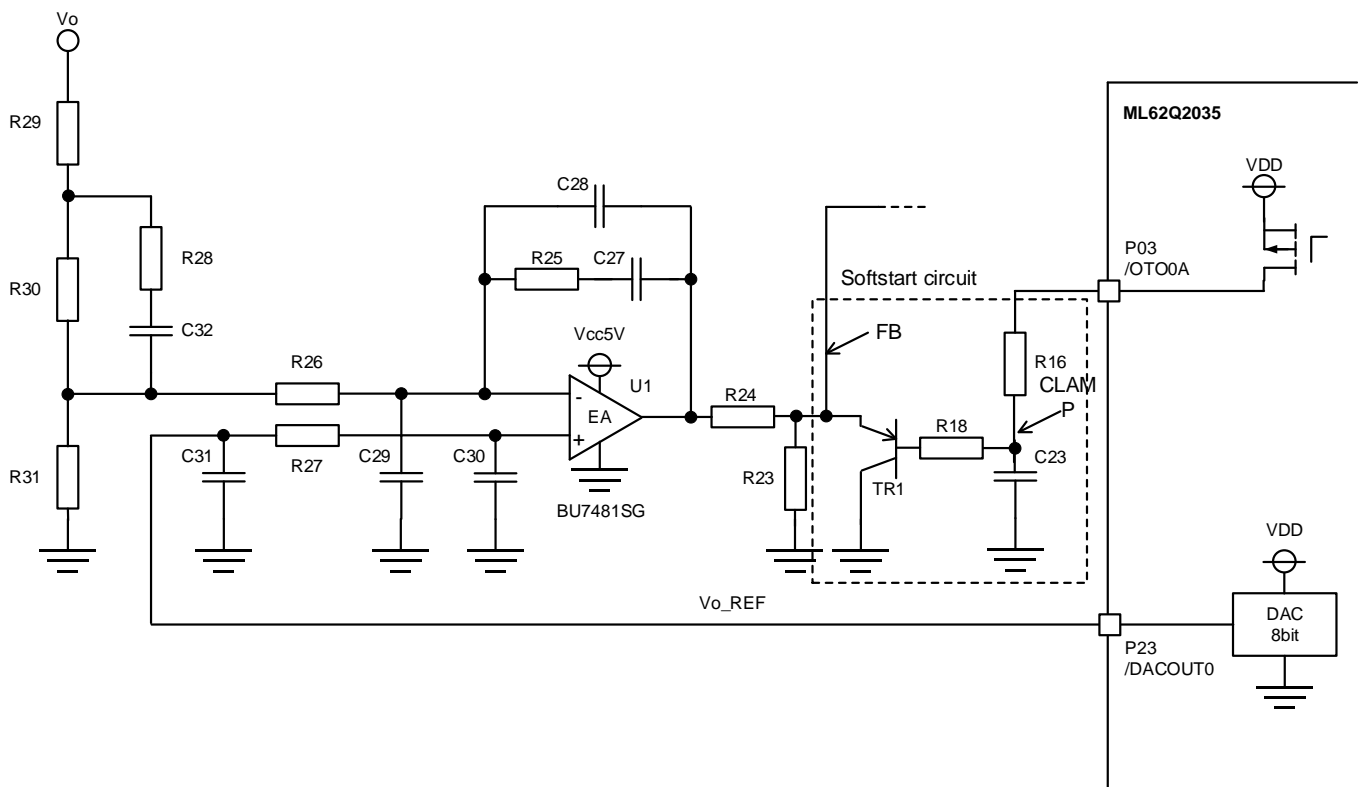 Vo
R29
ML62Q2035
VDD
C28
P03
/OTO0A
R25
C27
R28
Softstart circuit
R30
C32
Vcc5V
FB
R26
U1
R16
CLAM
P
-
EA
+
R24
R18
C23
R31
C31
R27
C29
C30
R23
TR1
BU7481SG
VDD
Vo_REF
DAC
8bit
P23
/DACOUT0